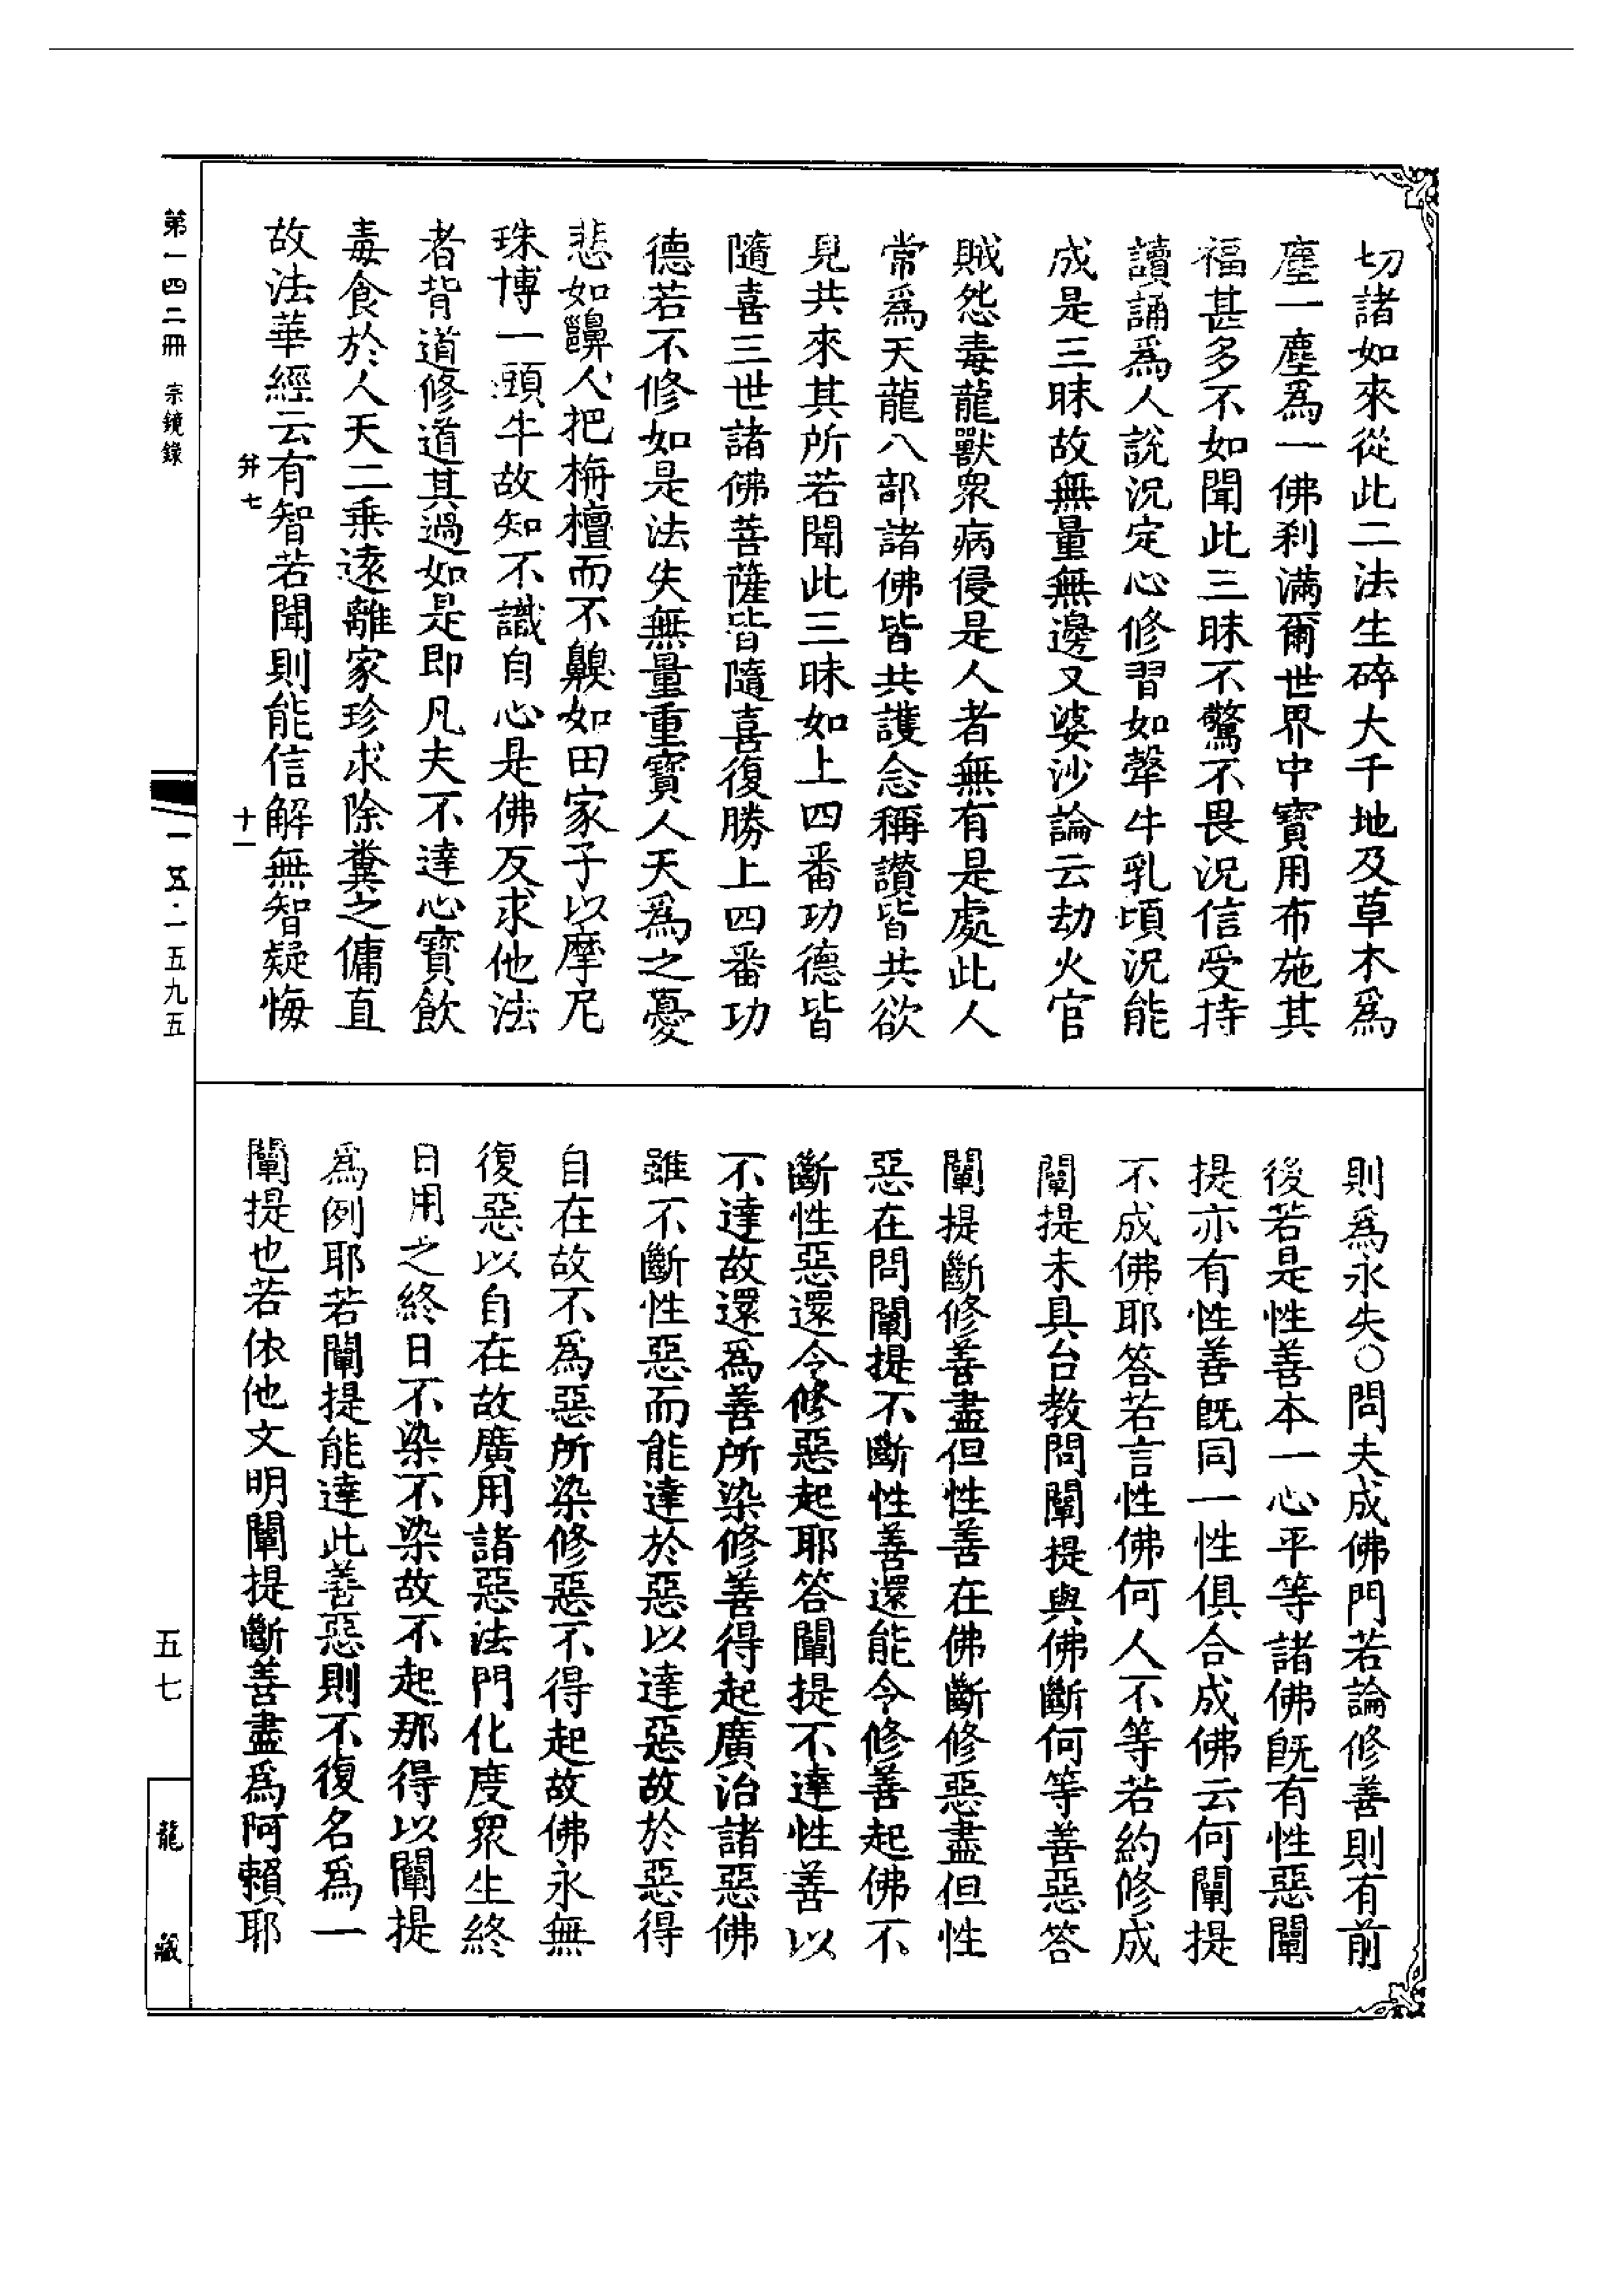 切諸如來從此二法生碎大千地及草木爲
塵一塵爲一佛刹滿爾世界中寶用布施其
福甚多不如聞此三昧不驚不畏況信受持
讀誦爲人說況定心修習如𤛓牛乳頃況能
成是三昧故無量無邊又婆沙論云劫火官
賊怨毒龍獸衆病侵是人者無有是處此人
常爲天龍八部諸佛皆共護念稱讚皆共欲
見共來其所若聞此三昧如上四番功德皆
隨喜三世諸佛菩薩皆隨喜復勝上四番功
德若不修如是法失無量重寶人天爲之憂
悲如齆人把栴檀而不齅如田家子以摩尼
珠博一頭牛故知不識自心是佛反求他法
者背道修道其過如是即凡夫不達心寶飲
毒食於人天二乘遠離家珍求除糞之傭直
故法華經云有智若聞則能信解無智疑悔
則爲永失○問夫成佛門若論修善則有前
後若是性善本一心平等諸佛旣有性惡闡
提亦有性善旣同一性俱合成佛云何闡提
不成佛耶答若言性佛何人不等若約修成
闡提未具台教問闡提與佛斷何等善惡答
闡提斷修善盡但性善在佛斷修惡盡但性
惡在問闡提不斷性善還能令修善起佛不
斷性惡還令修惡起耶答闡提不達性善以
不達故還爲善所染修善得起廣治諸惡佛
雖不斷性惡而能達於惡以達惡故於惡得
自在故不爲惡所染修惡不得起故佛永無
復惡以自在故廣用諸惡法門化度衆生終
日用之終日不染不染故不起那得以闡提
爲例耶若闡提能達此善惡則不復名爲一
闡提也若依他文明闡提斷善盡爲阿賴耶
弁七
十一
第一四二冊 宗鏡錄
一五·一五九五
五七
龍藏